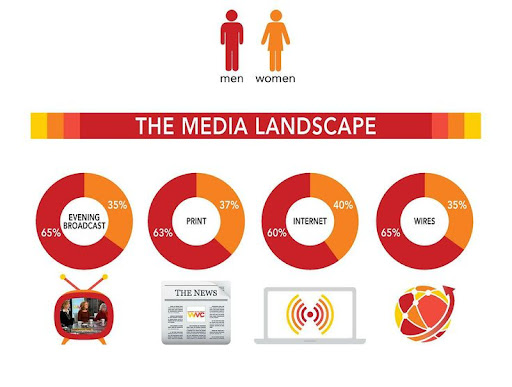 men women
THE MEDIA LANDSCAPE
EVENING
BROADCAST
35%
65%
PRINT
37%
63%
INTERNET
40%
60%
WIRES
35%
65%
THE NEWS
WMC